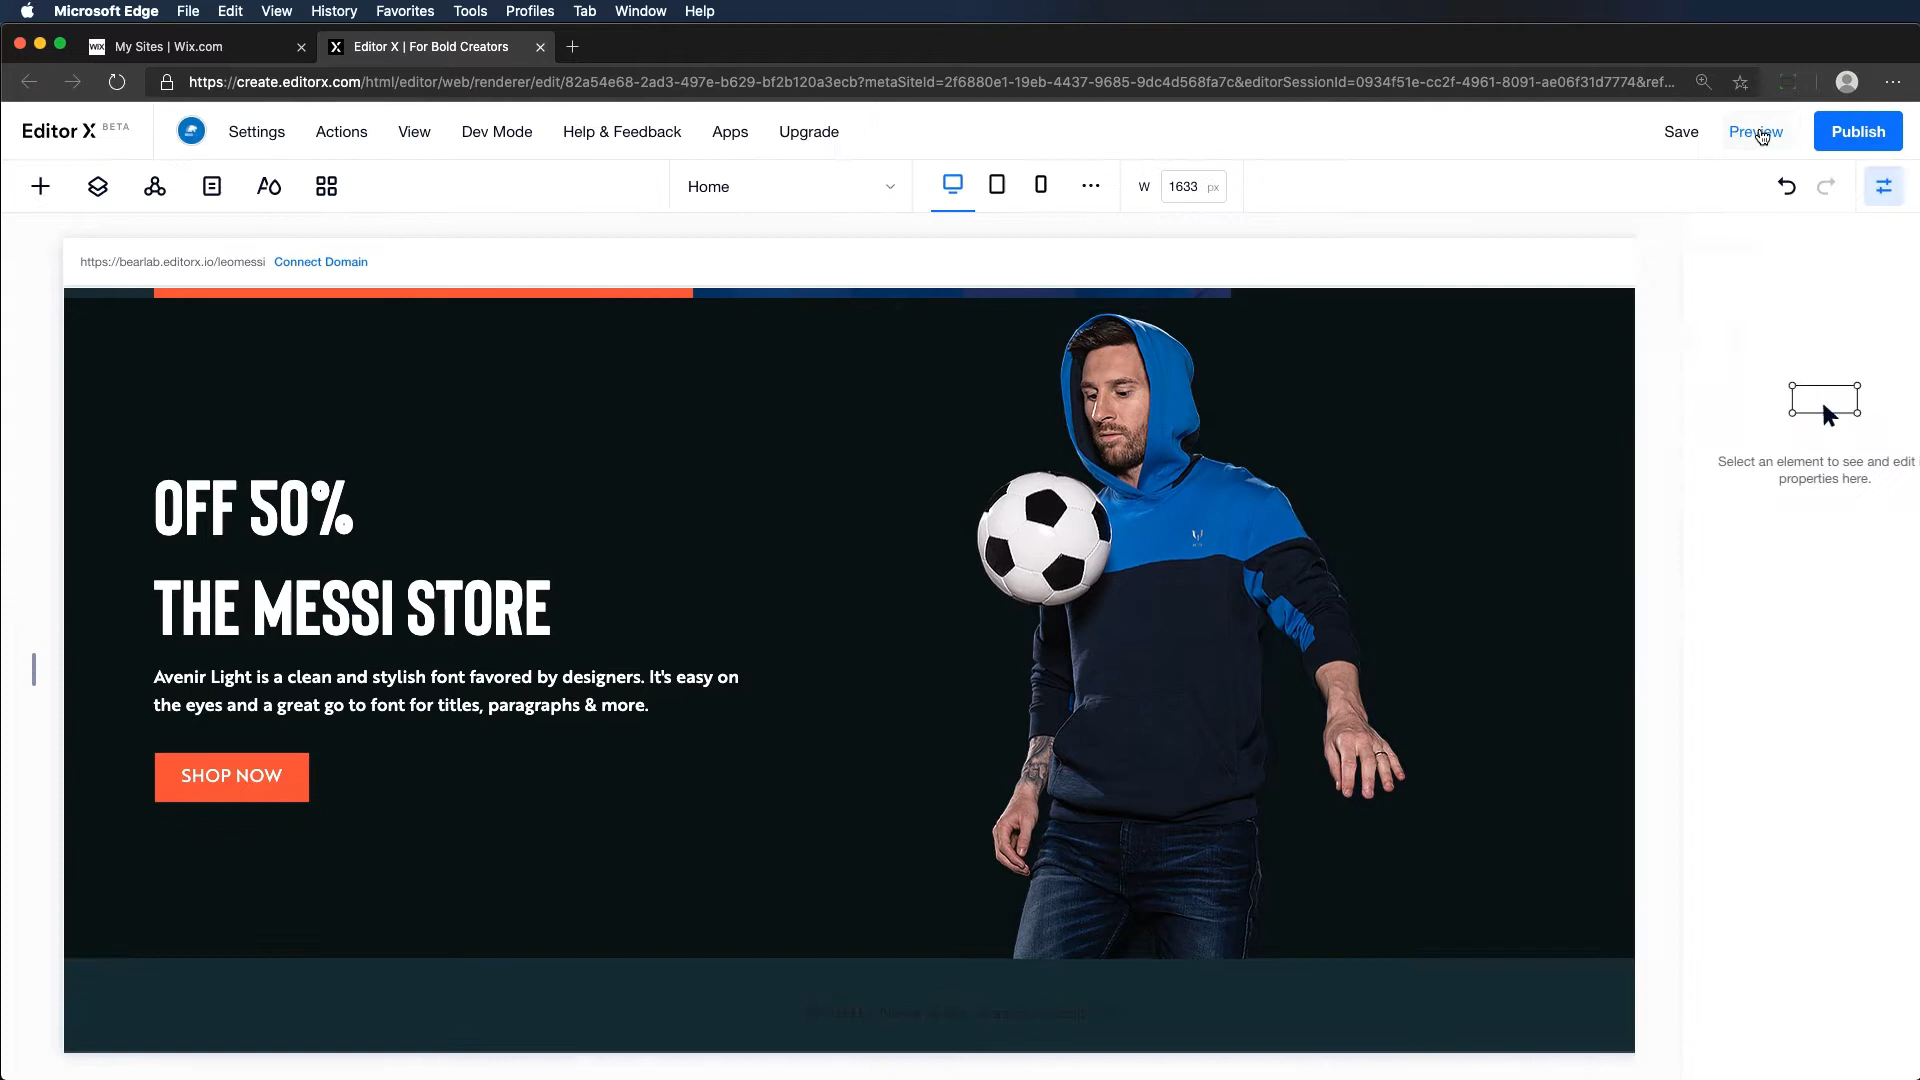 Microsoft Edge File Edit View History Favorites Tools Profiles Tab Window Help
WIX My Sites | Wix.com X Editor X | For Bold Creators
https://create.editorx.com/html/editor/web/renderer/edit/82a54e68-2ad3-497e-b629-bf2b120a3ecb?metaSiteId=2f6880e1-19eb-4437-9685-9dc4d568fa7c&editorSessionId=0934f51e-cc2f-4961-8091-ae06f31d7774&ref...
Editor X BETA Settings Actions View Dev Mode Help & Feedback Apps Upgrade Save Preview Publish
Home W 1633 px
https://bearlab.editorx.io/leomessi Connect Domain
Select an element to see and edit
properties here.
OFF 50%
THE MESSI STORE
Avenir Light is a clean and stylish font favored by designers. It's easy on
the eyes and a great go to font for titles, paragraphs & more.
SHOP NOW